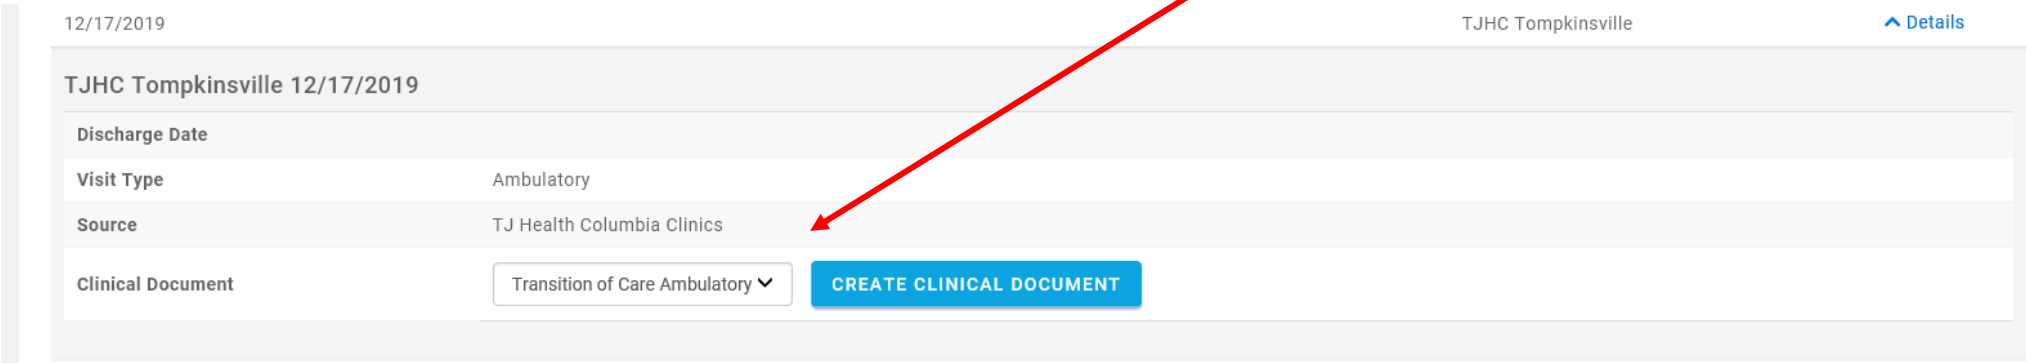 12/17/2019 TJHC Tompkinsville Details
TJHC Tompkinsville 12/17/2019
Discharge Date
Visit Type Ambulatory
Source TJ Health Columbia Clinics
Clinical Document Transition of Care Ambulatory CREATE CLINICAL DOCUMENT